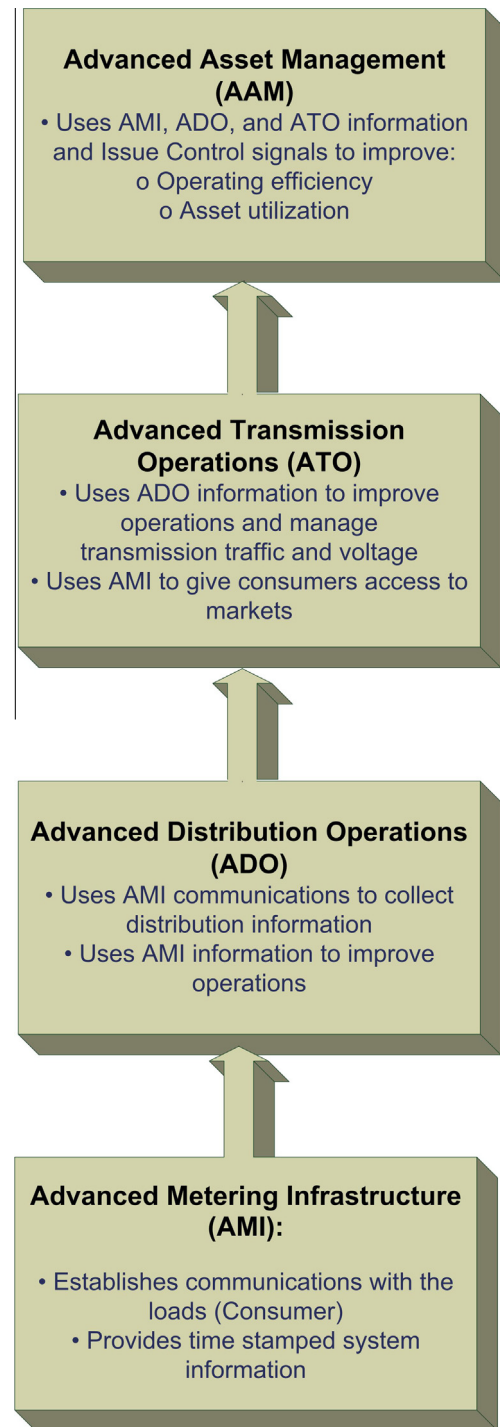 Advanced Asset Management
(AAM)
• Uses AMI, ADO, and ATO information
and Issue Control signals to improve:
o Operating efficiency
o Asset utilization
Advanced Transmission
Operations (ATO)
• Uses ADO information to improve
operations and manage
transmission traffic and voltage
• Uses AMI to give consumers access to
markets
Advanced Distribution Operations
(ADO)
• Uses AMI communications to collect
distribution information
• Uses AMI information to improve
operations
Advanced Metering Infrastructure
(AMI):
• Establishes communications with the
loads (Consumer)
• Provides time stamped system
information